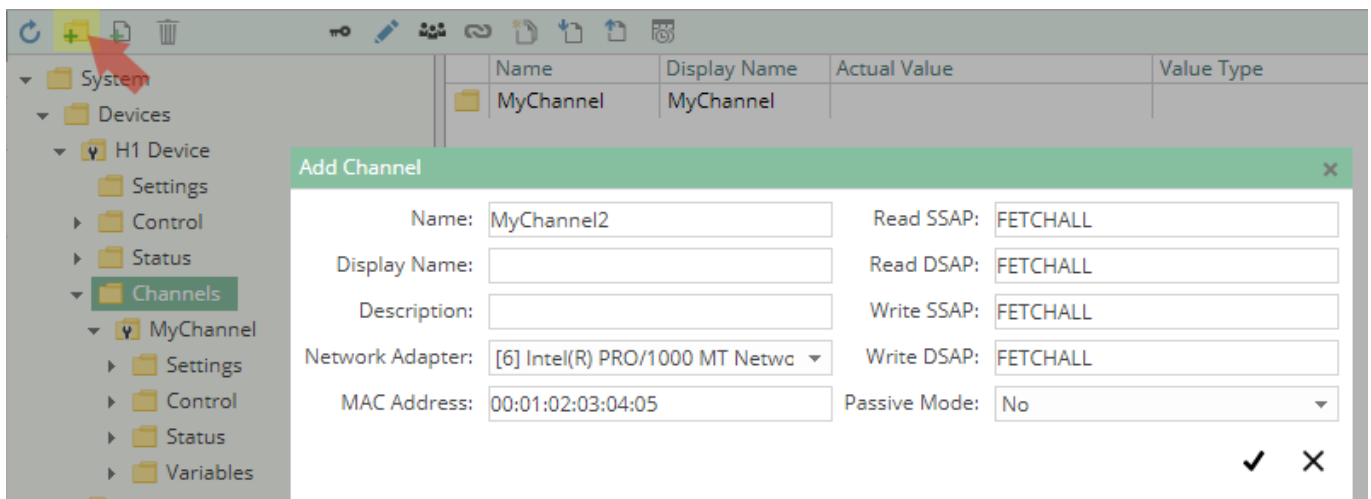 Name Display Name Actual Value Value Type
MyChannel MyChannel
System
Devices
H1 Device
Settings
Control
Status
Channels
MyChannel
Settings
Control
Status
Variables
Add Channel
Name: MyChannel2 Read SSAP: FETCHALL
Display Name: Read DSAP: FETCHALL
Description: Write SSAP: FETCHALL
Network Adapter: [6] Intel(R) PRO/1000 MT Netwo Write DSAP: FETCHALL
MAC Address: 00:01:02:03:04:05 Passive Mode: No